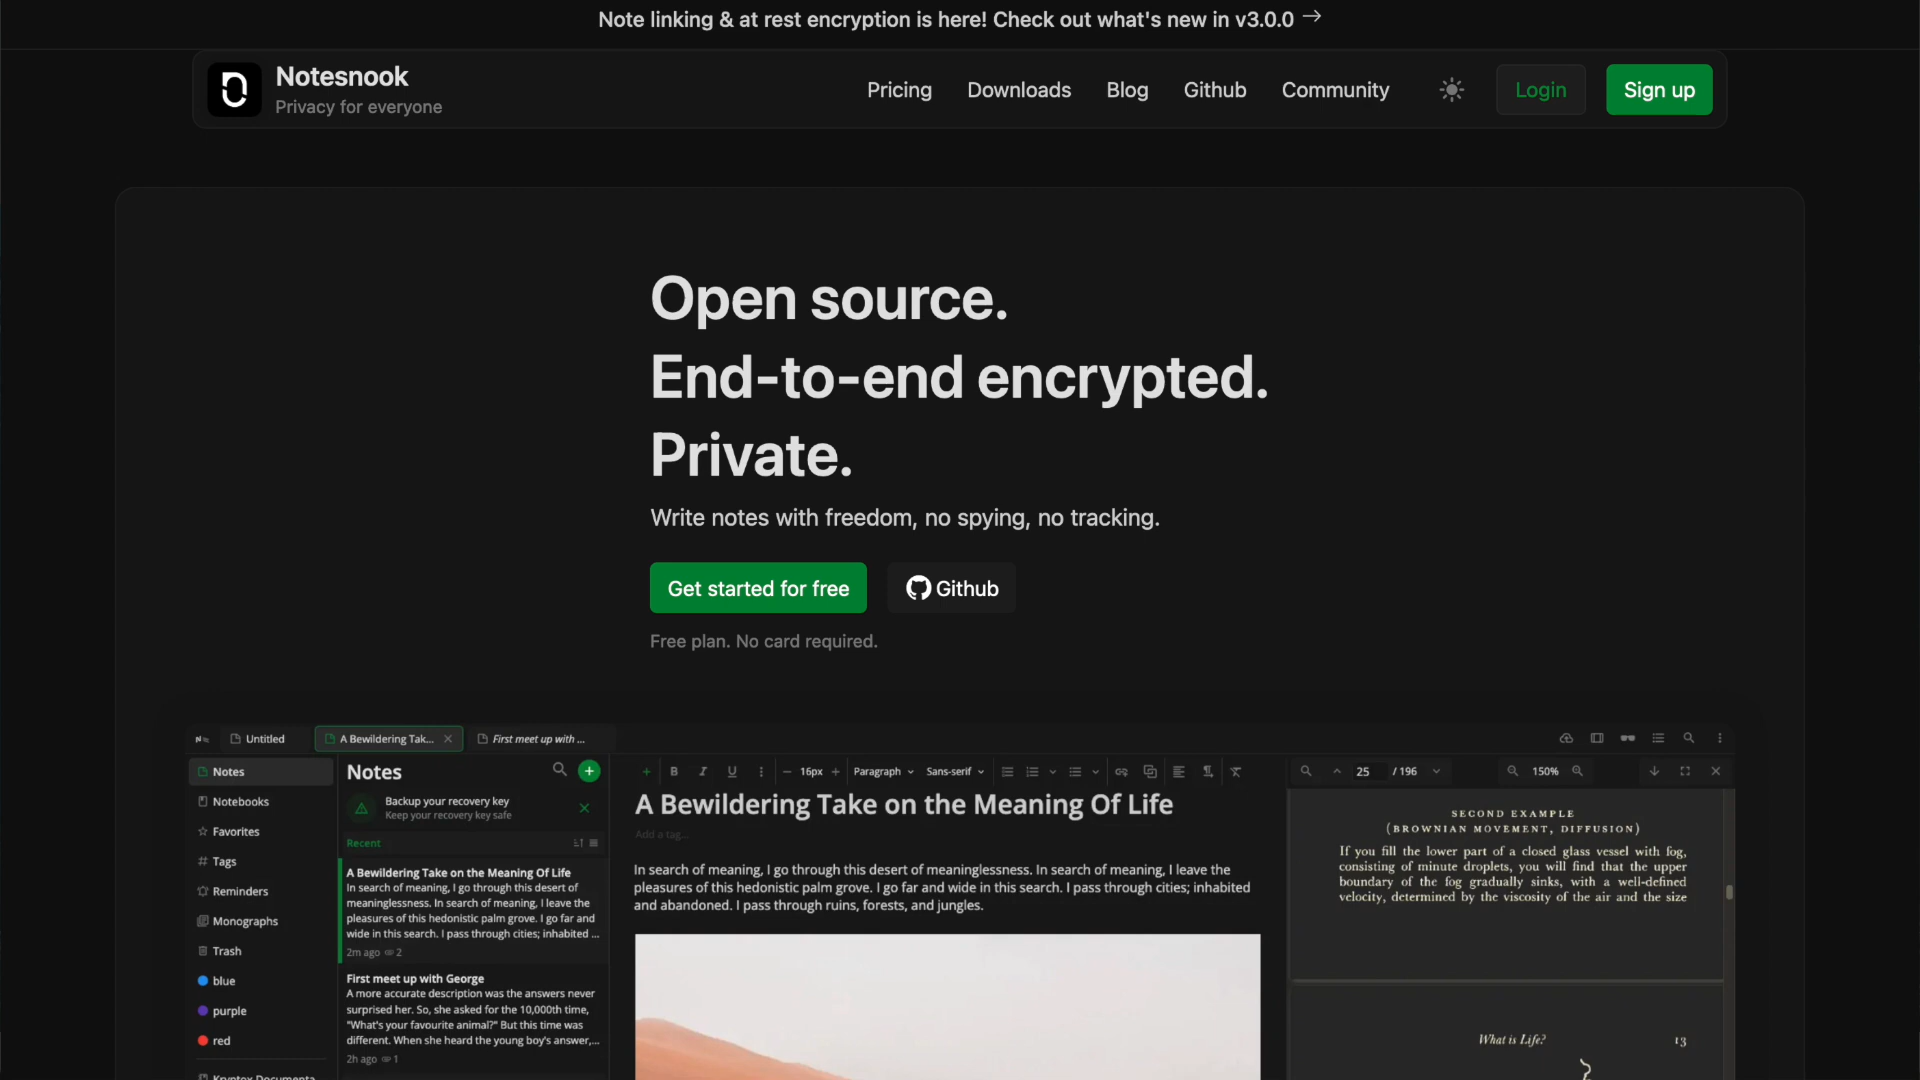 Note linking & at rest encryption is here! Check out what's new in v3.0.0 →
Notesnook
Privacy for everyone
Pricing
Downloads
Blog
Github
Community
Login
Sign up
Open source.
End-to-end encrypted.
Private.
Write notes with freedom, no spying, no tracking.
Get started for free
Github
Free plan. No card required.
Untitled
A Bewildering Tak...
First meet up with ...
Notes
Notebooks
Favorites
Tags
Reminders
Monographs
Trash
blue
purple
red
Notes
Backup your recovery key
Keep your recovery key safe
Recent
A Bewildering Take on the Meaning Of Life
In search of meaning, I go through this desert of
meaninglessness. In search of meaning, I leave the
pleasures of this hedonistic palm grove. I go far and
wide in this search. I pass through cities; inhabited ...
2m ago 2
First meet up with George
A more accurate description was the answers never
surprised her. So, she asked for the 10,000th time,
"What's your favourite animal?" But this time was
different. When she heard the young boy's answer,...
2h ago 1
B I U 16px Paragraph Sans-serif
A Bewildering Take on the Meaning Of Life
Add a tag...
In search of meaning, I go through this desert of meaninglessness. In search of meaning, I leave the
pleasures of this hedonistic palm grove. I go far and wide in this search. I pass through cities; inhabited
and abandoned. I pass through ruins, forests, and jungles.
25 / 196 150%
SECOND EXAMPLE
(BROWNIAN MOVEMENT, DIFFUSION)
If you fill the lower part of a closed glass vessel with fog,
consisting of minute droplets, you will find that the upper
boundary of the fog gradually sinks, with a well-defined
velocity, determined by the viscosity of the air and the size
What is Life? 13